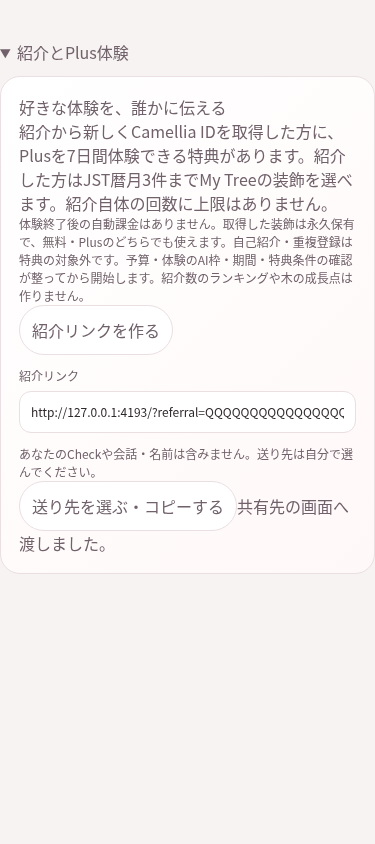 ▼ 紹介とPlus体験
好きな体験を、誰かに伝える
紹介から新しくCamellia IDを取得した方に、
Plusを7日間体験できる特典があります。紹介
した方はJST暦月3件までMy Treeの装飾を選べ
ます。紹介自体の回数に上限はありません。
体験終了後の自動課金はありません。取得した装飾は永久保有
で、無料・Plusのどちらでも使えます。自己紹介・重複登録は
特典の対象外です。予算・体験のAI枠・期間・特典条件の確認
が整ってから開始します。紹介数のランキングや木の成長点は
作りません。
紹介リンクを作る
紹介リンク
http://127.0.0.1:4193/?referral=QQQQQQQQQQQQQQQQ
あなたのCheckや会話・名前は含みません。送り先は自分で選
んでください。
送り先を選ぶ・コピーする 共有先の画面へ
渡しました。